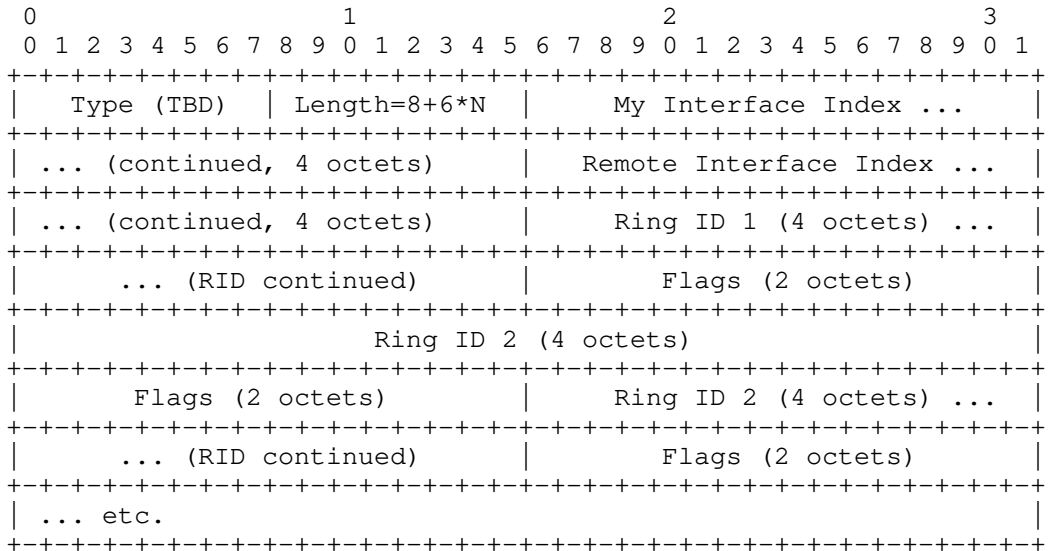 0                   1                   2                   3
 0 1 2 3 4 5 6 7 8 9 0 1 2 3 4 5 6 7 8 9 0 1 2 3 4 5 6 7 8 9 0 1
+-+-+-+-+-+-+-+-+-+-+-+-+-+-+-+-+-+-+-+-+-+-+-+-+-+-+-+-+-+-+-+-+
|   Type (TBD)  | Length=8+6*N  |     My Interface Index ...    |
+-+-+-+-+-+-+-+-+-+-+-+-+-+-+-+-+-+-+-+-+-+-+-+-+-+-+-+-+-+-+-+-+
| ... (continued, 4 octets)     |   Remote Interface Index ...  |
+-+-+-+-+-+-+-+-+-+-+-+-+-+-+-+-+-+-+-+-+-+-+-+-+-+-+-+-+-+-+-+-+
| ... (continued, 4 octets)     |     Ring ID 1 (4 octets) ...  |
+-+-+-+-+-+-+-+-+-+-+-+-+-+-+-+-+-+-+-+-+-+-+-+-+-+-+-+-+-+-+-+-+
|      ... (RID continued)      |        Flags (2 octets)       |
+-+-+-+-+-+-+-+-+-+-+-+-+-+-+-+-+-+-+-+-+-+-+-+-+-+-+-+-+-+-+-+-+
|                      Ring ID 2 (4 octets)                     |
+-+-+-+-+-+-+-+-+-+-+-+-+-+-+-+-+-+-+-+-+-+-+-+-+-+-+-+-+-+-+-+-+
|       Flags (2 octets)        |     Ring ID 2 (4 octets) ...  |
+-+-+-+-+-+-+-+-+-+-+-+-+-+-+-+-+-+-+-+-+-+-+-+-+-+-+-+-+-+-+-+-+
|      ... (RID continued)      |        Flags (2 octets)       |
+-+-+-+-+-+-+-+-+-+-+-+-+-+-+-+-+-+-+-+-+-+-+-+-+-+-+-+-+-+-+-+-+
| ... etc.                                                      |
+-+-+-+-+-+-+-+-+-+-+-+-+-+-+-+-+-+-+-+-+-+-+-+-+-+-+-+-+-+-+-+-+